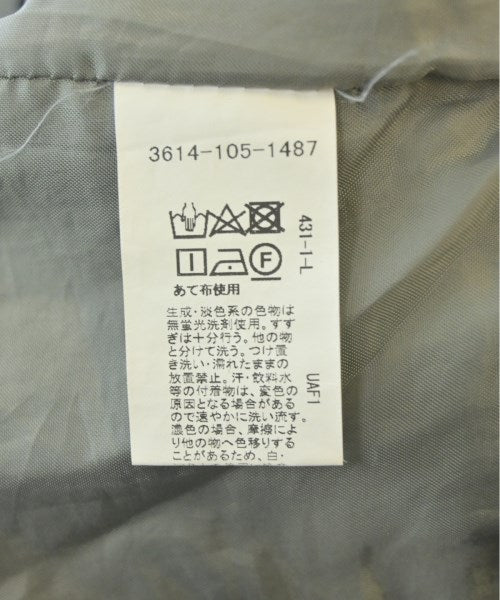 3614-105-1487
F
あて布使用
生成・淡色系の色物は
無蛍光洗剤使用。すす
ぎは十分行う。他の物
と分けて洗う。つけ置
き洗い・濡れたままの
放置禁止。汗・飲料水
等の付着物は、変色の
原因となる場合がある
ので速やかに洗い流す。
濃色の場合、摩擦によ
り他の物へ色移りする
ことがあるため、白・
431-1-L
UAF1